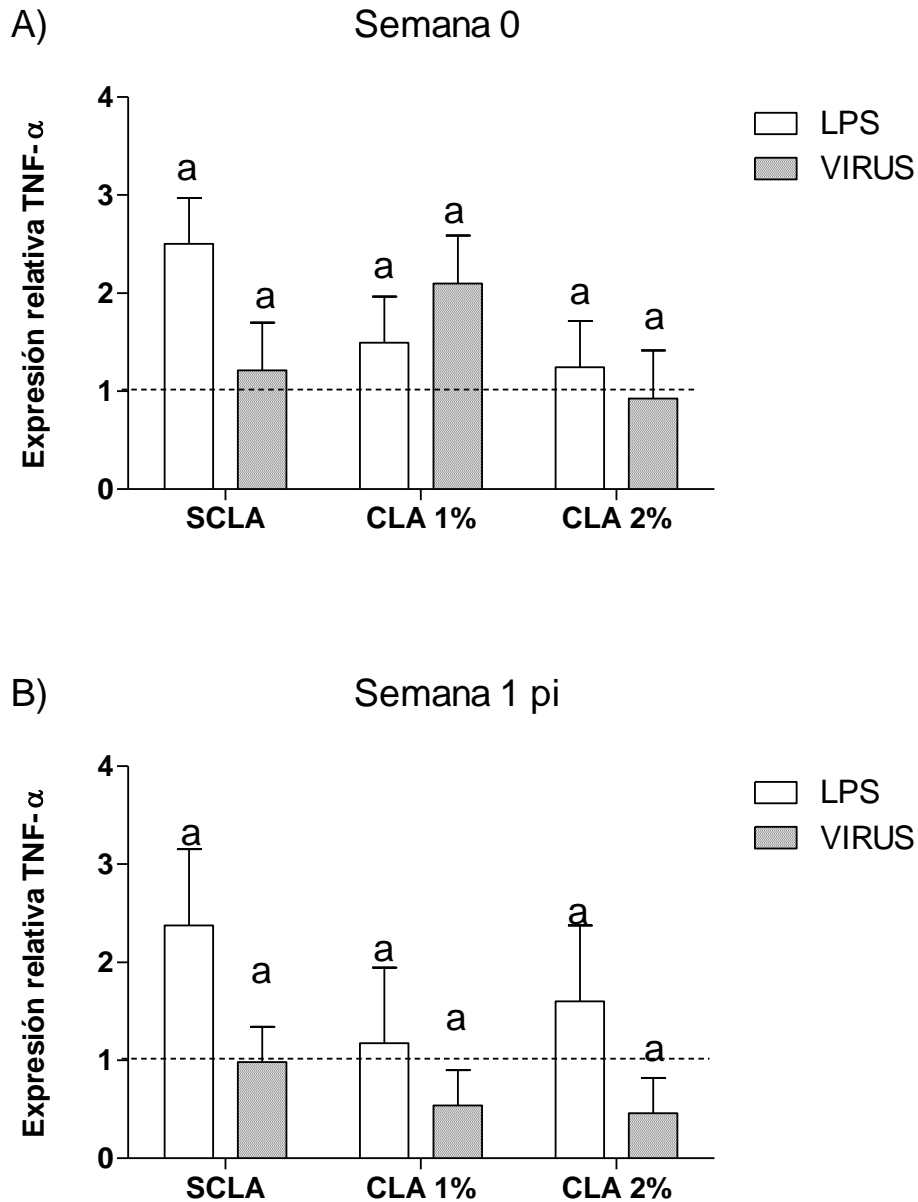 A)
Semana 0
Expresión relativa TNF-α
4
3
2
1
0
a
a
a
a
a
a
SCLA
CLA 1%
CLA 2%
LPS
VIRUS
B)
Semana 1 pi
Expresión relativa TNF-α
4
3
2
1
0
a
a
a
a
a
a
SCLA
CLA 1%
CLA 2%
LPS
VIRUS